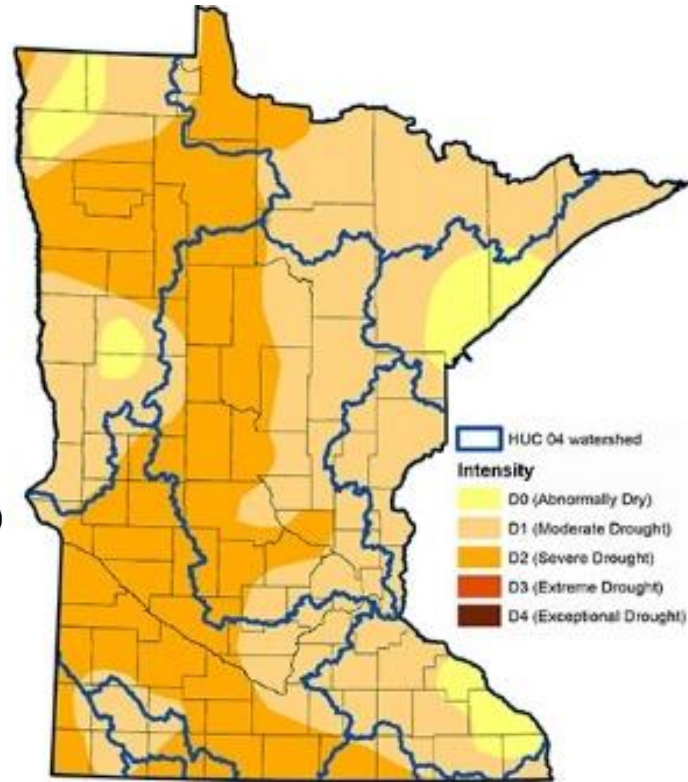 HUC 04 watershed
Intensity
D0 (Abnormally Dry)
D1 (Moderate Drought)
D2 (Severe Drought)
D3 (Extreme Drought)
D4 (Exceptional Drought)
)